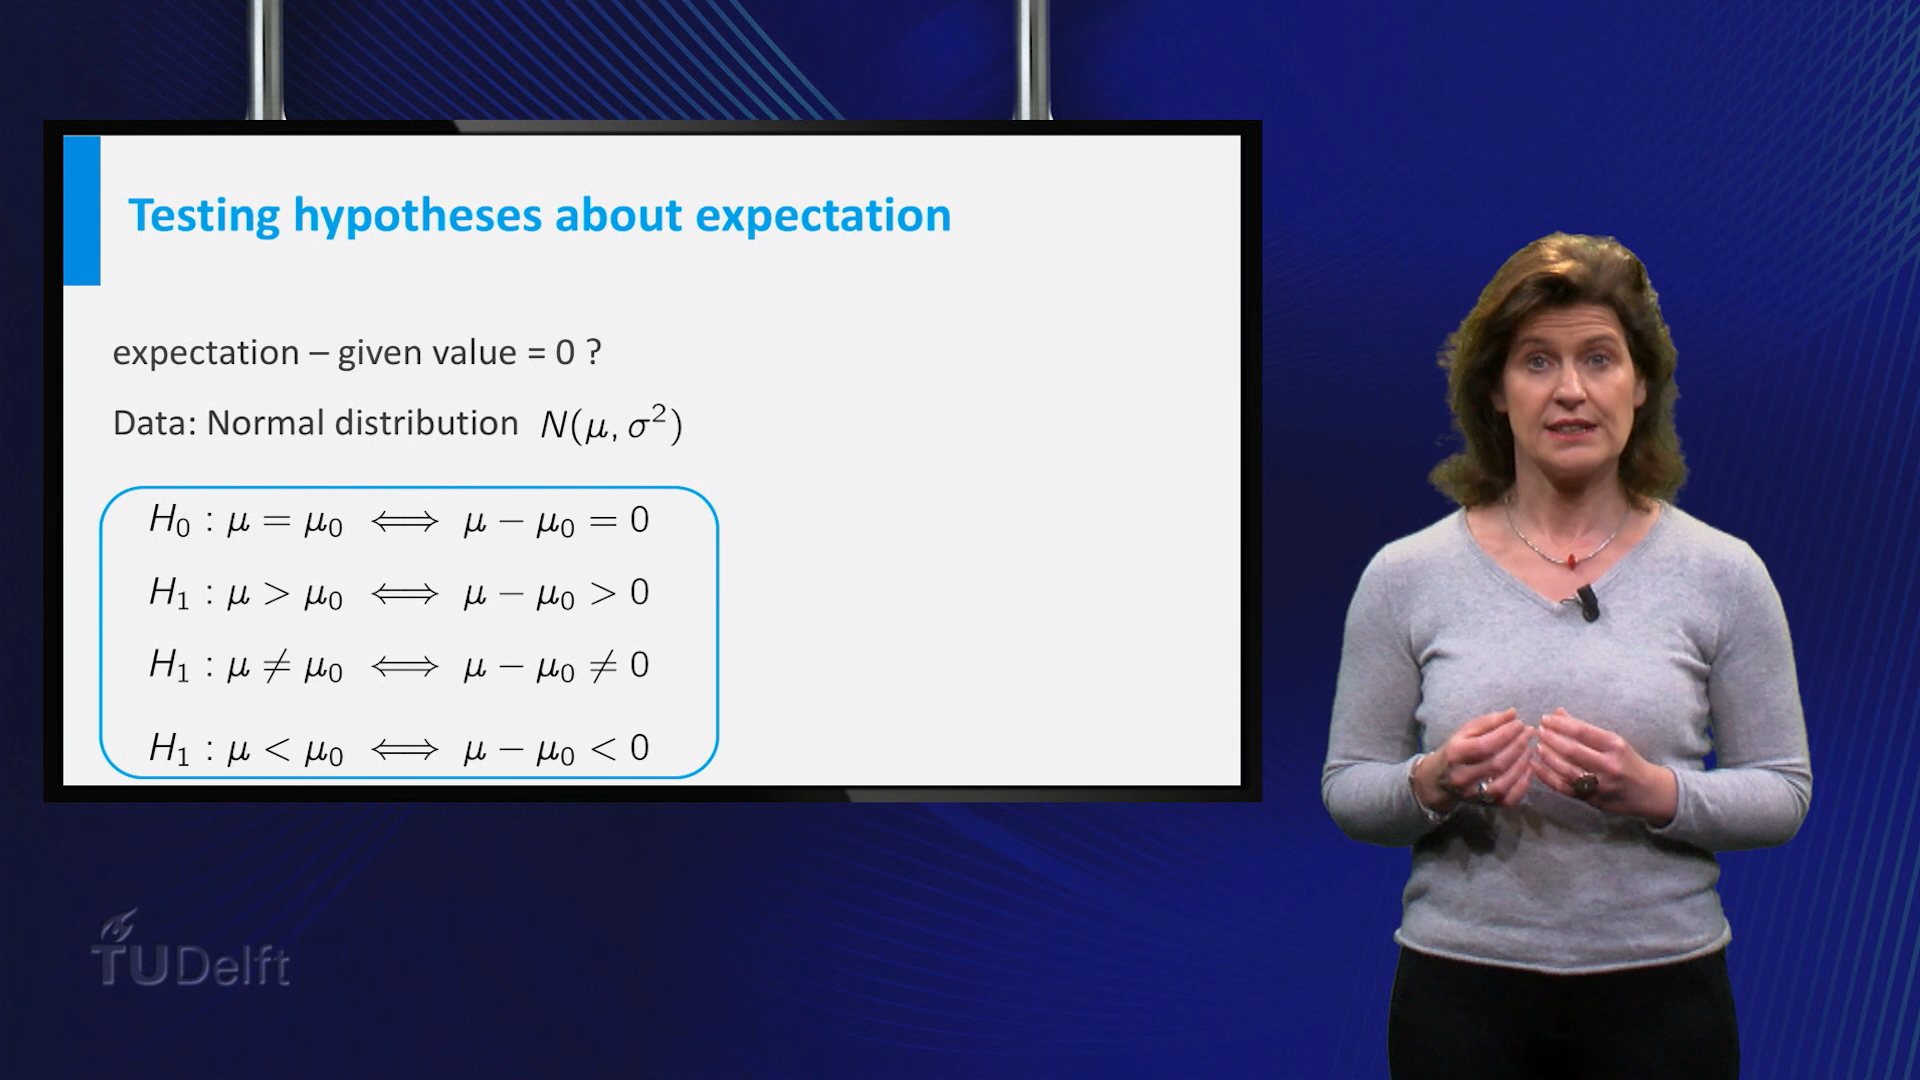 Testing hypotheses about expectation
expectation – given value = 0 ?
Data: Normal distribution N(μ, σ²)
H₀ : μ = μ₀ ⟺ μ − μ₀ = 0
H₁ : μ > μ₀ ⟺ μ − μ₀ > 0
H₁ : μ ≠ μ₀ ⟺ μ − μ₀ ≠ 0
H₁ : μ < μ₀ ⟺ μ − μ₀ < 0
TUDelft